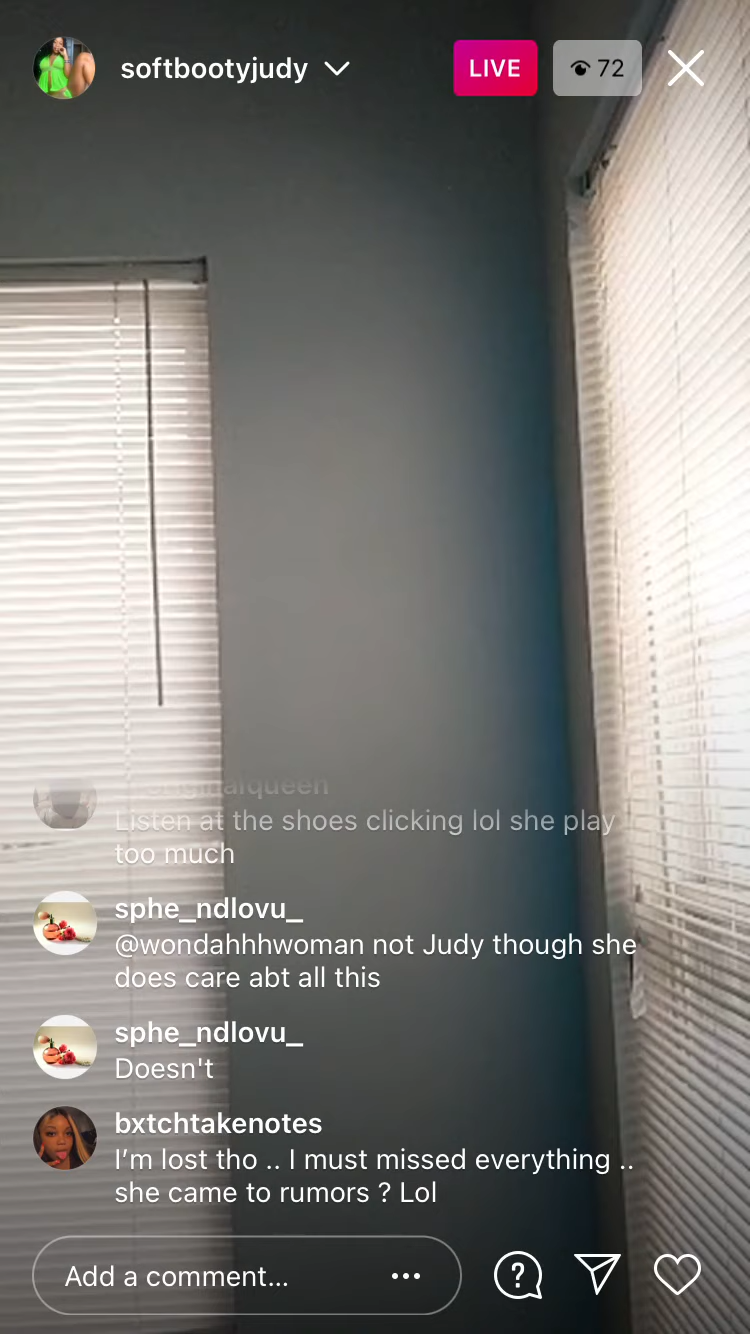 softbootyjudy
LIVE
72
Listen at the shoes clicking lol she play
too much
sphe_ndlovu_
@wondahhhwoman not Judy though she
does care abt all this
sphe_ndlovu_
Doesn't
bxtchtakenotes
I’m lost tho .. I must missed everything ..
she came to rumors ? Lol
Add a comment...